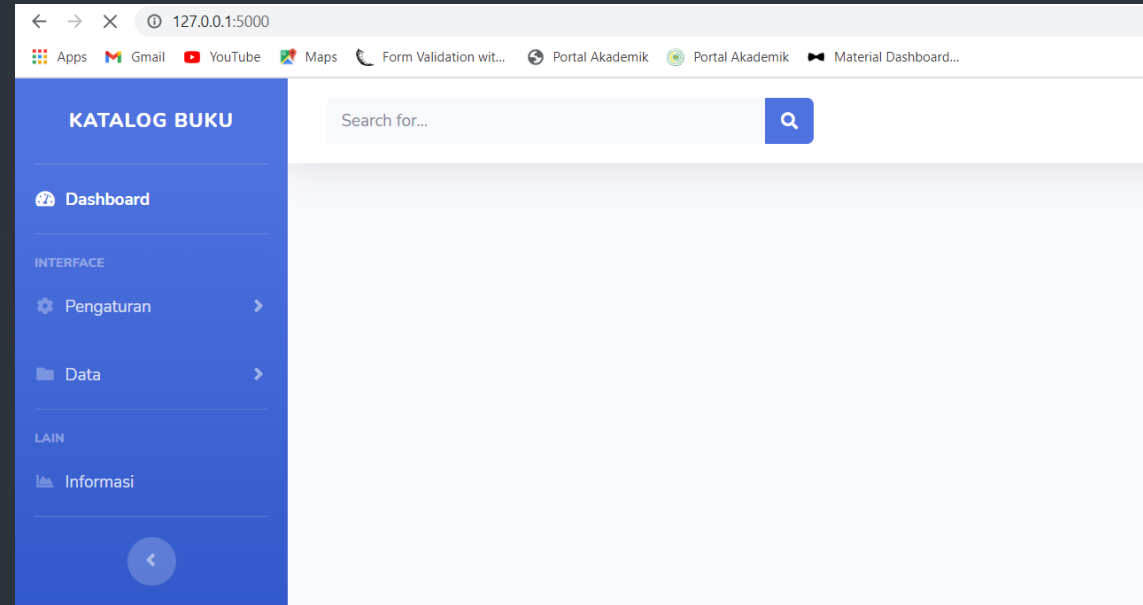 127.0.0.1:5000
Apps Gmail YouTube Maps Form Validation wit... Portal Akademik Portal Akademik Material Dashboard...
KATALOG BUKU
Search for...
Dashboard
INTERFACE
Pengaturan
Data
LAIN
Informasi